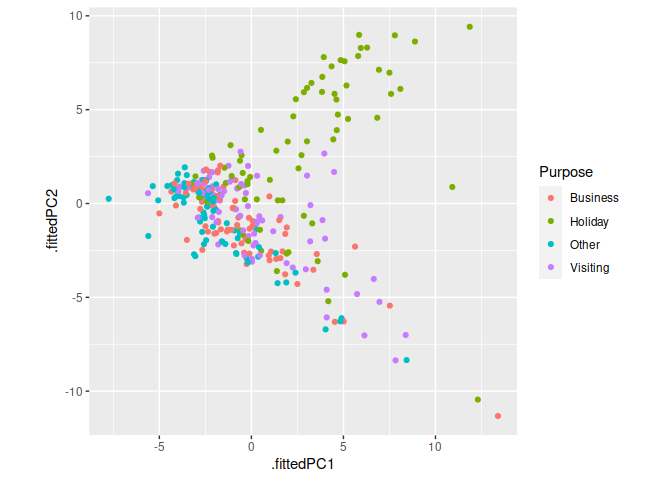 10
5
0
-5
-10
.fittedPC2
-5
0
5
10
.fittedPC1
Purpose
Business
Holiday
Other
Visiting